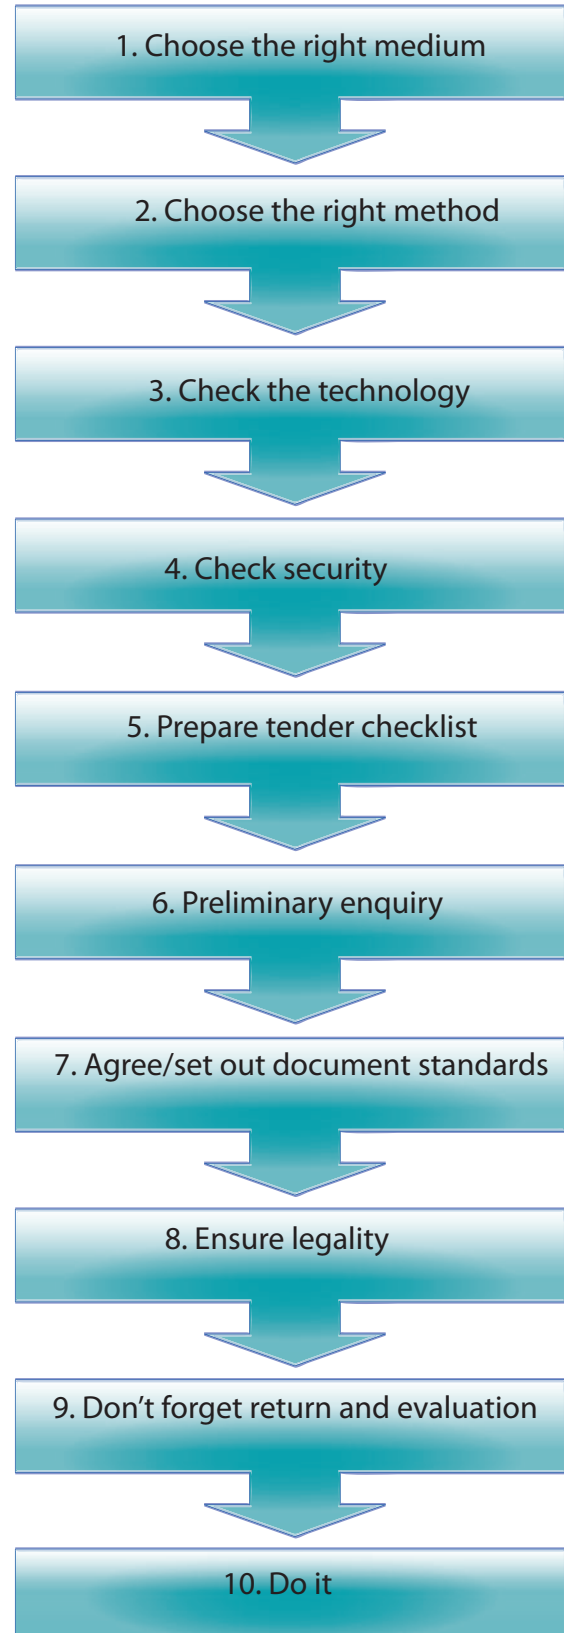 1. Choose the right medium
2. Choose the right method
3. Check the technology
4. Check security
5. Prepare tender checklist
6. Preliminary enquiry
7. Agree/set out document standards
8. Ensure legality
9. Don’t forget return and evaluation
10. Do it